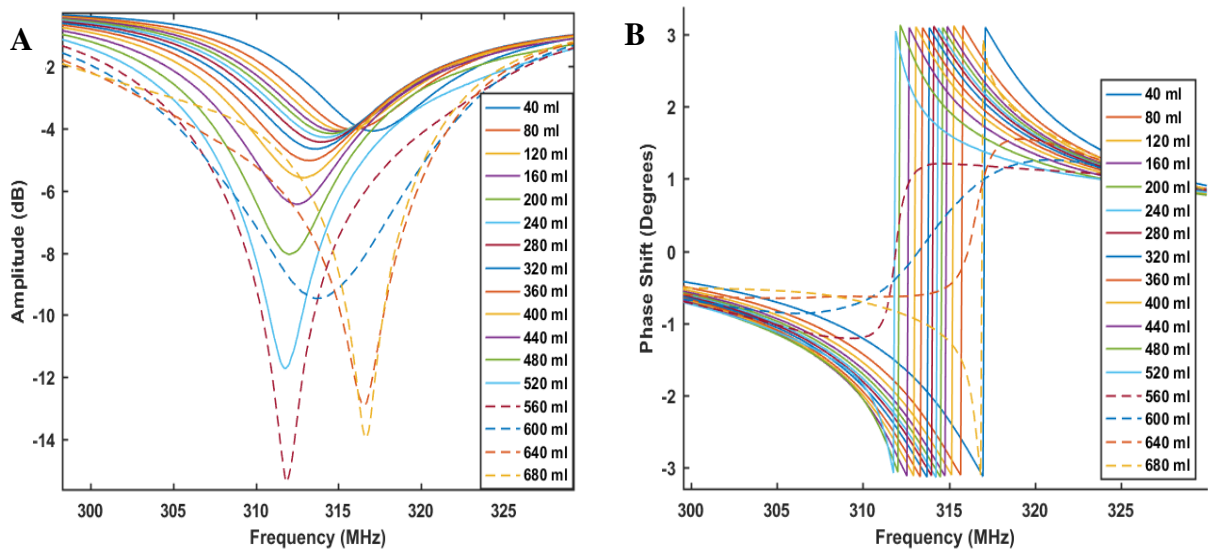 A
2
-4
-6
-8
-10
-12
-14
Amplitude (dB)
300
305
310
315
320
325
Frequency (MHz)
40 ml
80 ml
120 ml
160 ml
200 ml
240 ml
280 ml
320 ml
360 ml
400 ml
440 ml
480 ml
520 ml
560 ml
600 ml
640 ml
680 ml
B
3
2
1
0
-1
-2
-3
Phase Shift (Degrees)
300
305
310
315
320
325
Frequency (MHz)
40 ml
80 ml
120 ml
160 ml
200 ml
240 ml
280 ml
320 ml
360 ml
400 ml
440 ml
480 ml
520 ml
560 ml
600 ml
640 ml
680 ml